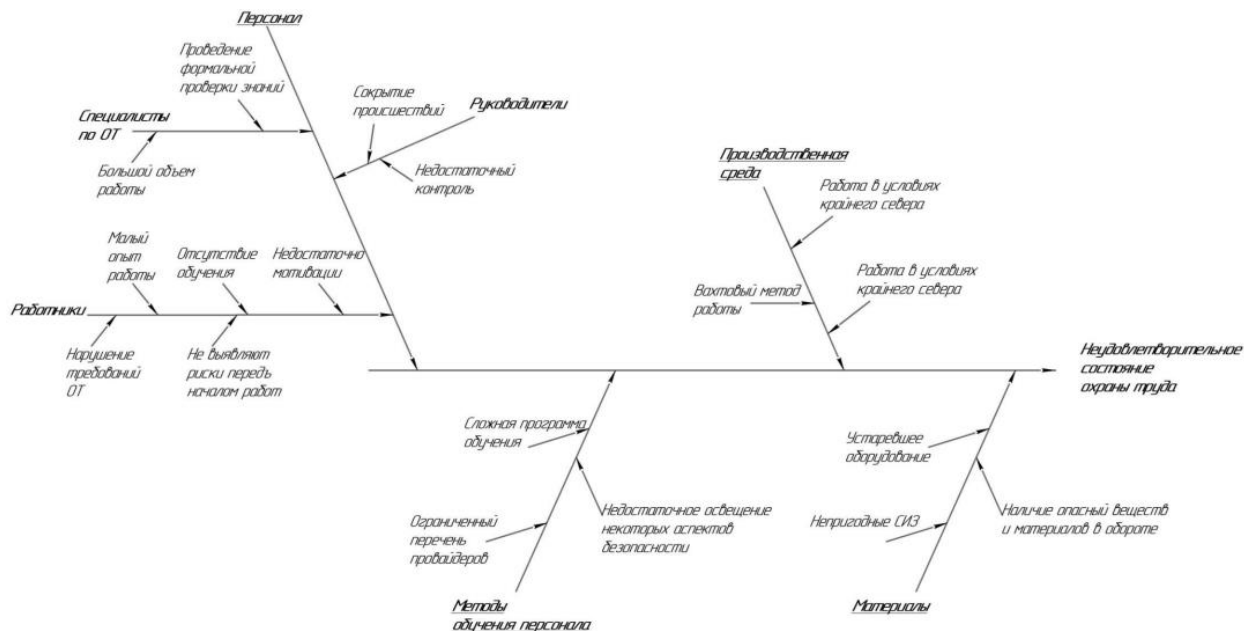 Персонал
Проведение
формальной
проверки знаний
Специалисты
по ОТ
Большой объем
работы
Сокрытие
происшествий
Руководители
Недостаточный
контроль
Малый
опыт
работы
Отсутствие
обучения
Недостаточно
мотивации
Работники
Нарушение
требований
ОТ
Не выявляют
риски передь
началом работ
Производственная
среда
Работа в условиях
крайнего севера
Вахтовый метод
работы
Работа в условиях
крайнего севера
Неудовлетворительное
состояние
охраны труда
Сложная программа
обучения
Ограниченный
перечень
провайдеров
Недостаточное освещение
некоторых аспектов
безопасности
Методы
обучения персонала
Устаревшее
оборудование
Непригодные СИЗ
Наличие опасный веществ
и материалов в обороте
Материалы